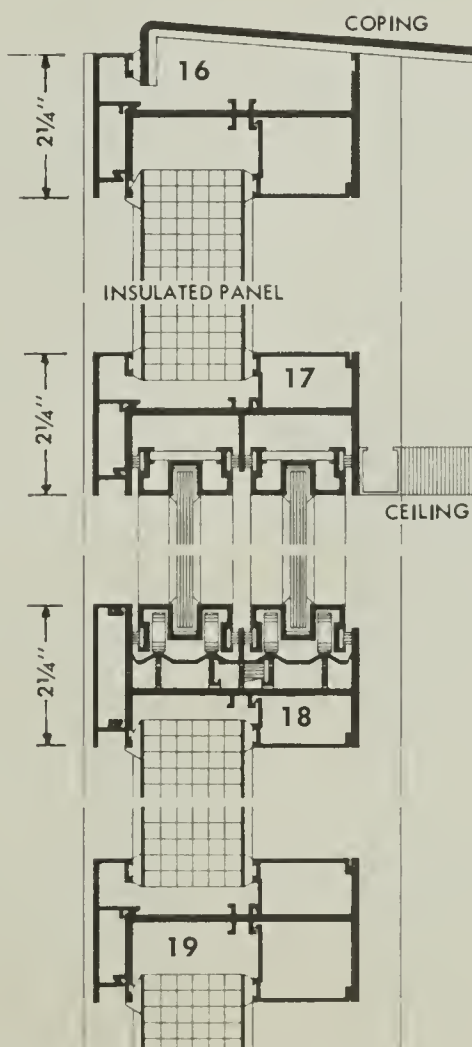 COPING
16
2¼″
INSULATED PANEL
17
2¼″
CEILING
2¼″
18
19